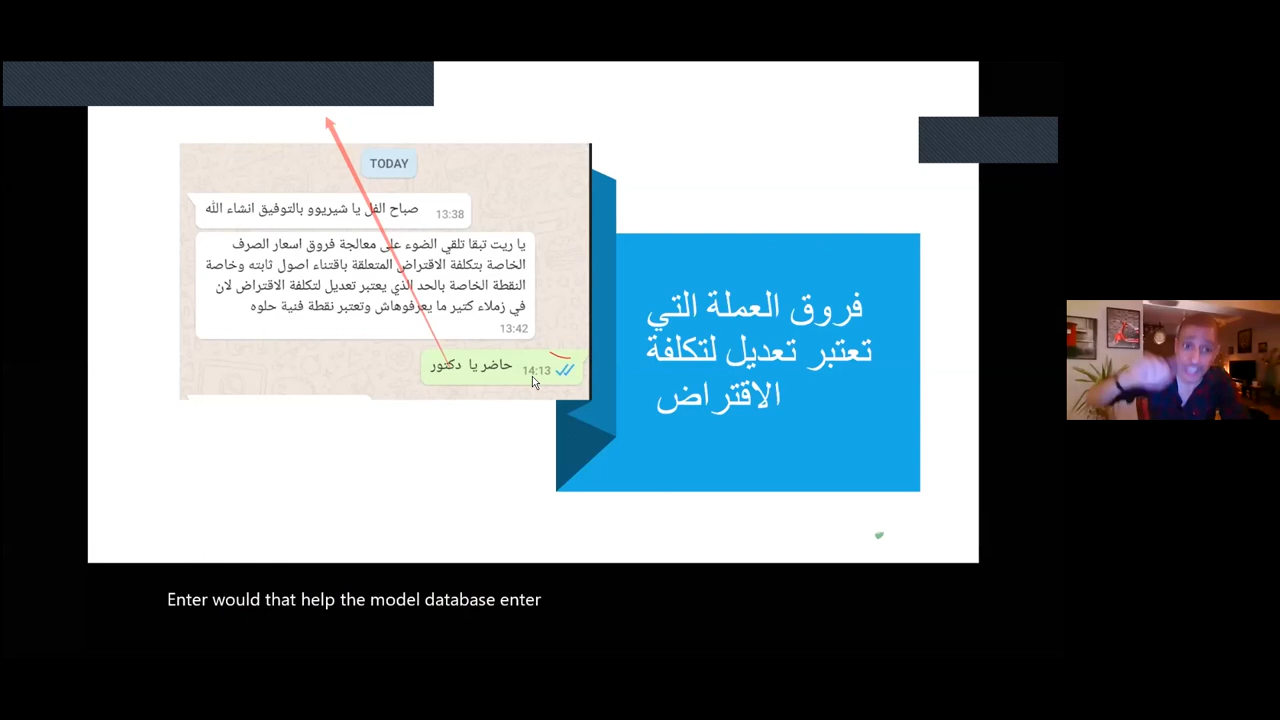 TODAY
صباح الفل يا شيريوو بالتوفيق انشاء الله
13:38
يا ريت تبقا تلقي الضوء على معالجة فروق اسعار الصرف
الخاصة بتكلفة الاقتراض المتعلقة باقتناء اصول ثابته وخاصة
النقطة الخاصة بالحد الذي يعتبر تعديل لتكلفة الاقتراض لان
في زملاء كتير ما يعرفوهاش وتعتبر نقطة فنية حلوه
13:42
حاضر يا دكتور
14:13
فروق العملة التي
تعتبر تعديل لتكلفة
الاقتراض
Enter would that help the model database enter